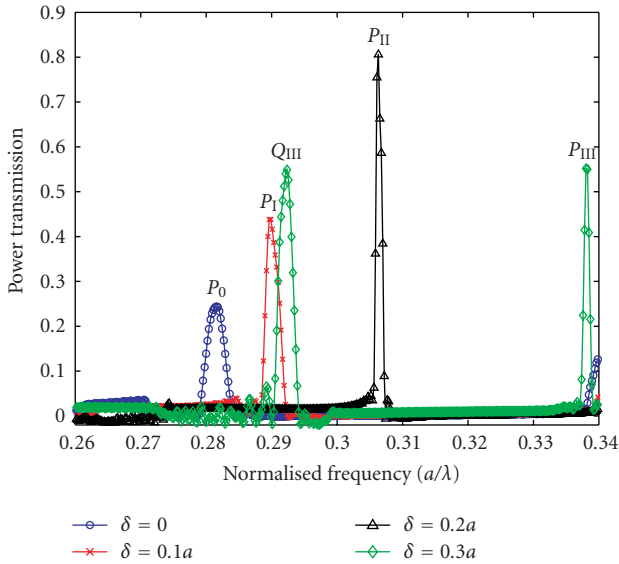 0.9
0.8
0.7
0.6
0.5
0.4
0.3
0.2
0.1
0
Power transmission
P0
PI
QIII
PII
PIII
0.26 0.27 0.28 0.29 0.3 0.31 0.32 0.33 0.34
Normalised frequency (a/λ)
δ = 0
δ = 0.1a
δ = 0.2a
δ = 0.3a